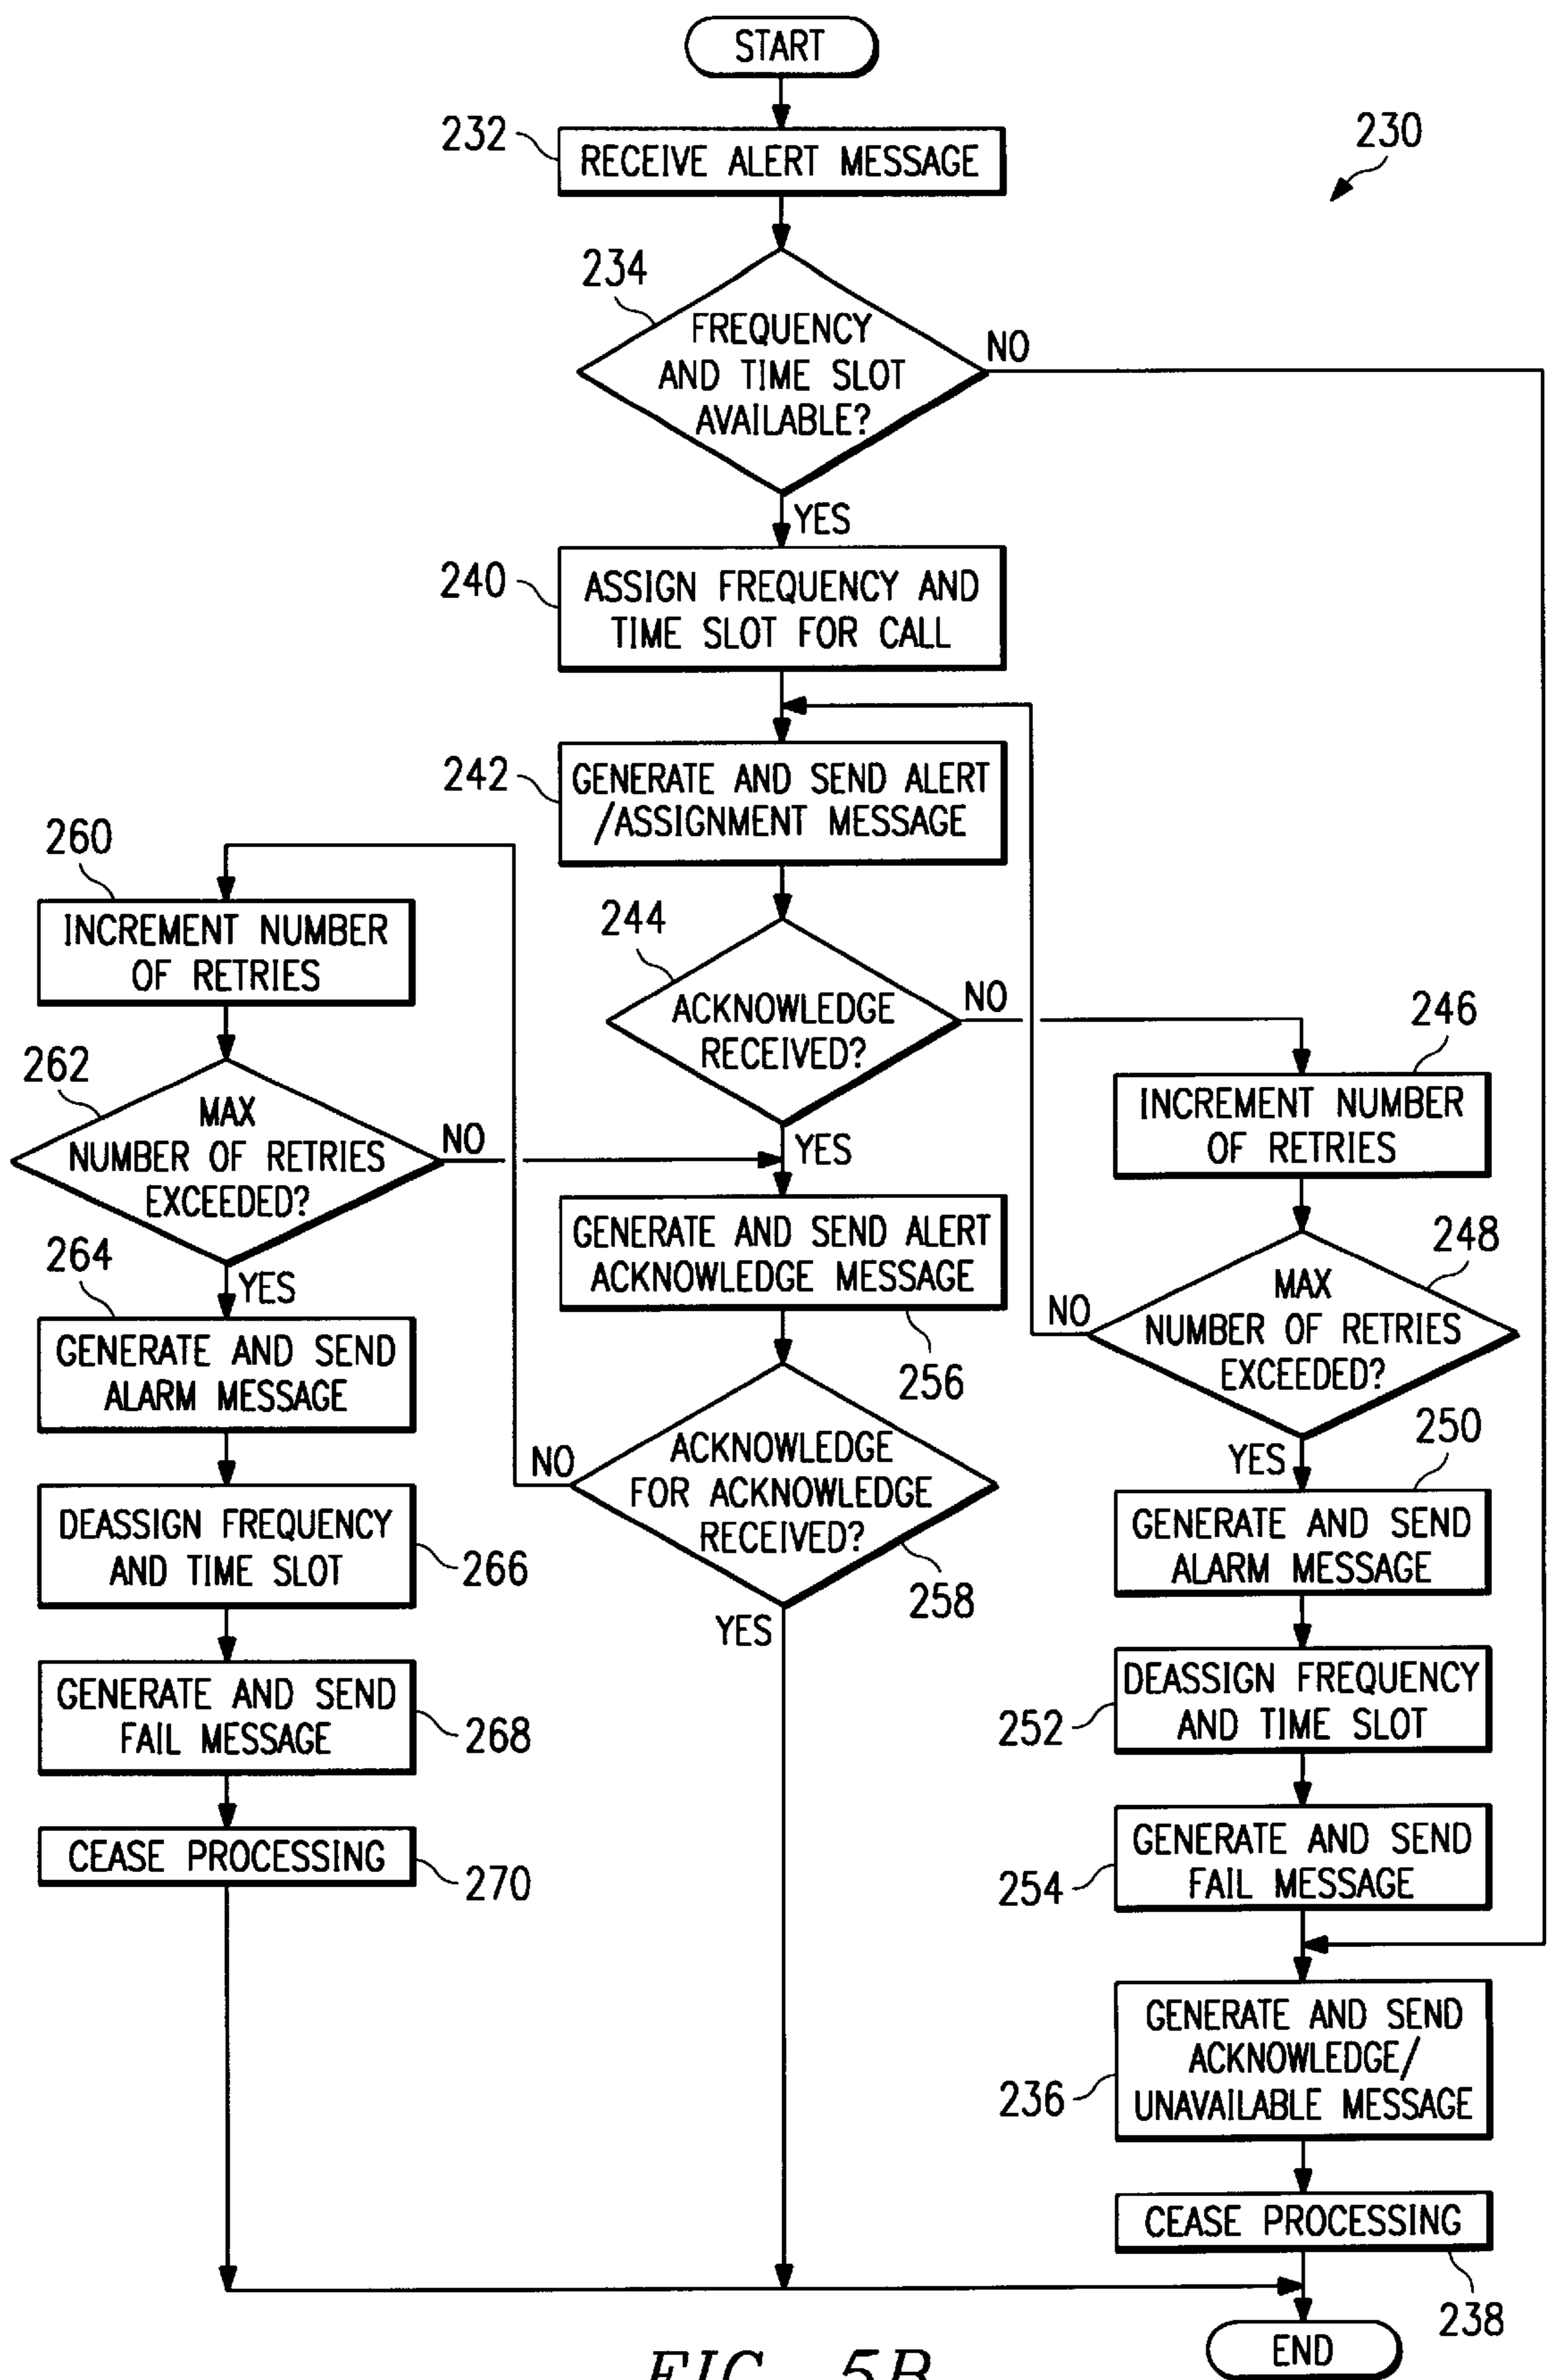 START
232
RECEIVE ALERT MESSAGE
230
234
FREQUENCY
AND TIME SLOT
AVAILABLE?
NO
YES
240
ASSIGN FREQUENCY AND
TIME SLOT FOR CALL
242
GENERATE AND SEND ALERT
/ASSIGNMENT MESSAGE
260
INCREMENT NUMBER
OF RETRIES
244
ACKNOWLEDGE
RECEIVED?
NO
YES
246
INCREMENT NUMBER
OF RETRIES
262
MAX
NUMBER OF RETRIES
EXCEEDED?
NO
YES
GENERATE AND SEND ALERT
ACKNOWLEDGE MESSAGE
256
248
MAX
NUMBER OF RETRIES
EXCEEDED?
NO
YES
264
GENERATE AND SEND
ALARM MESSAGE
ACKNOWLEDGE
FOR ACKNOWLEDGE
RECEIVED?
NO
258
YES
250
GENERATE AND SEND
ALARM MESSAGE
DEASSIGN FREQUENCY
AND TIME SLOT
266
252
DEASSIGN FREQUENCY
AND TIME SLOT
GENERATE AND SEND
FAIL MESSAGE
268
254
GENERATE AND SEND
FAIL MESSAGE
CEASE PROCESSING
270
236
GENERATE AND SEND
ACKNOWLEDGE/
UNAVAILABLE MESSAGE
CEASE PROCESSING
238
END
FIG. 5B